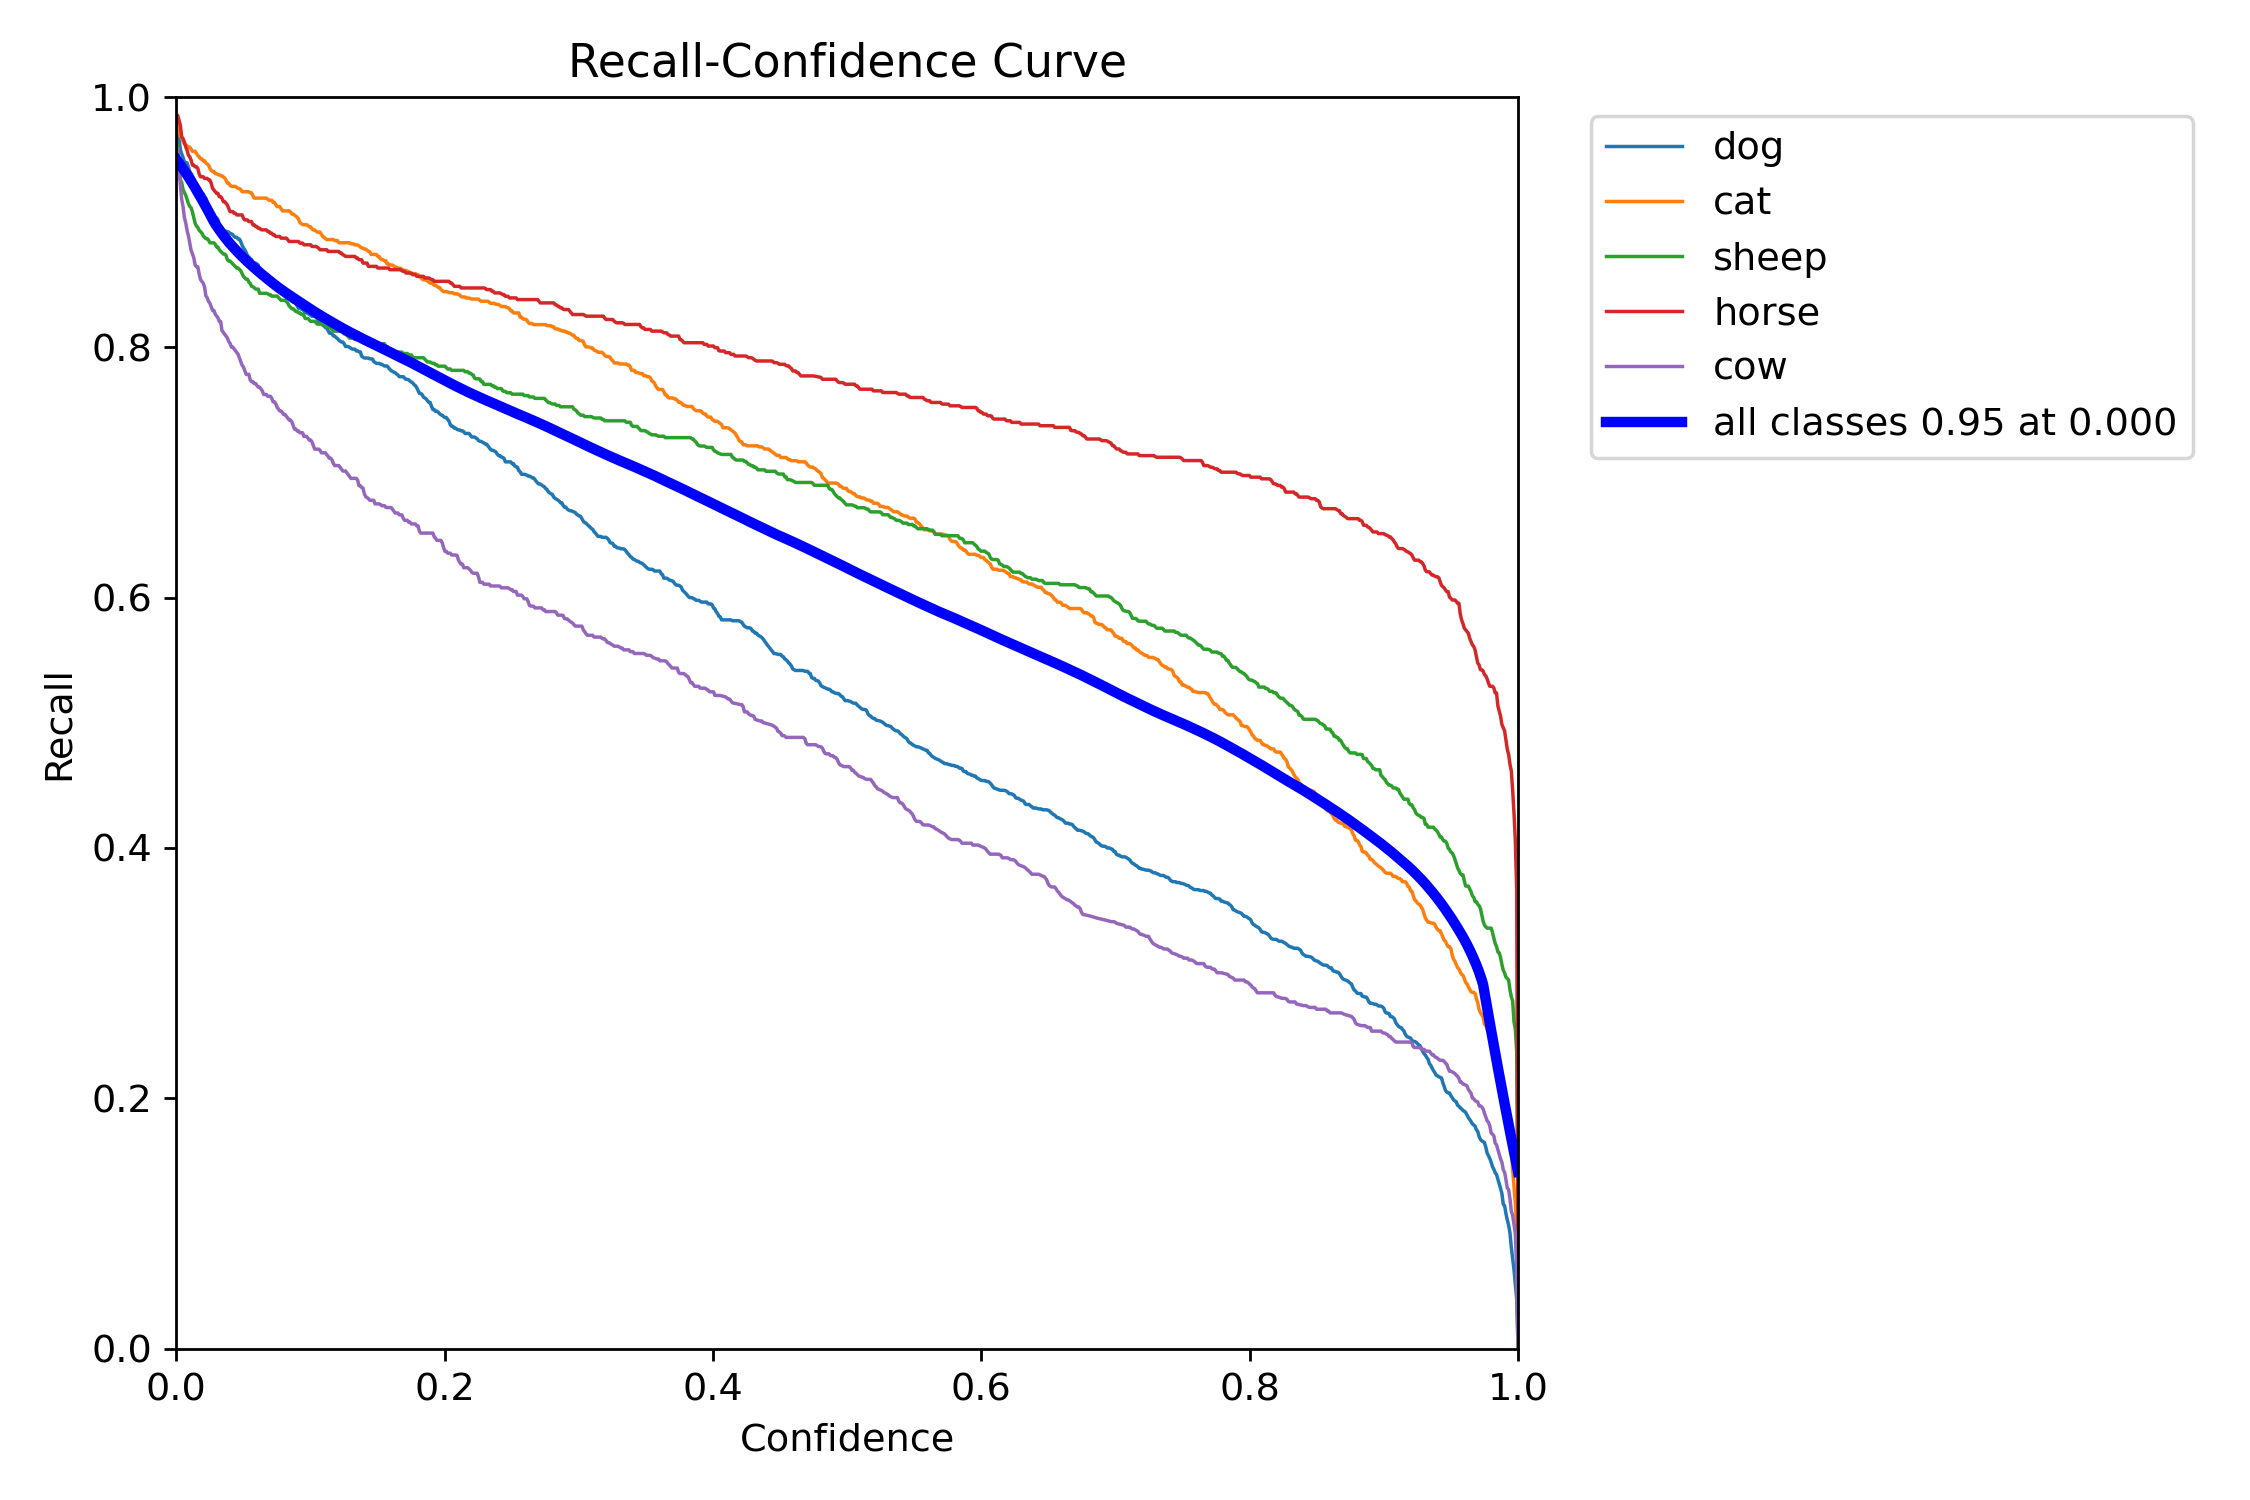 Recall-Confidence Curve
1.0
0.8
0.6
0.4
0.2
0.0
Recall
0.0 0.2 0.4 0.6 0.8 1.0
Confidence
dog
cat
sheep
horse
cow
all classes 0.95 at 0.000